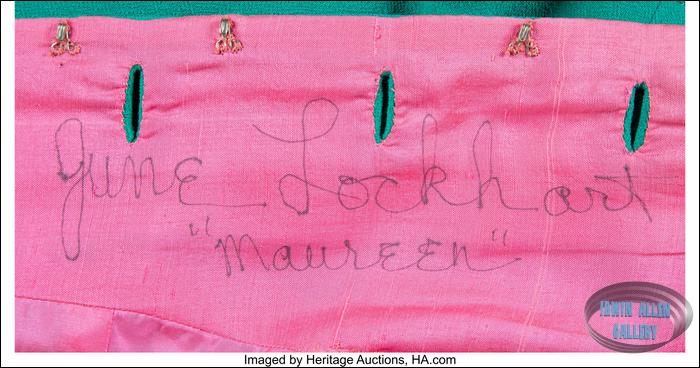 June Lockhart
"Maureen"
IRWIN ALLEN
GALLERY
Imaged by Heritage Auctions, HA.com